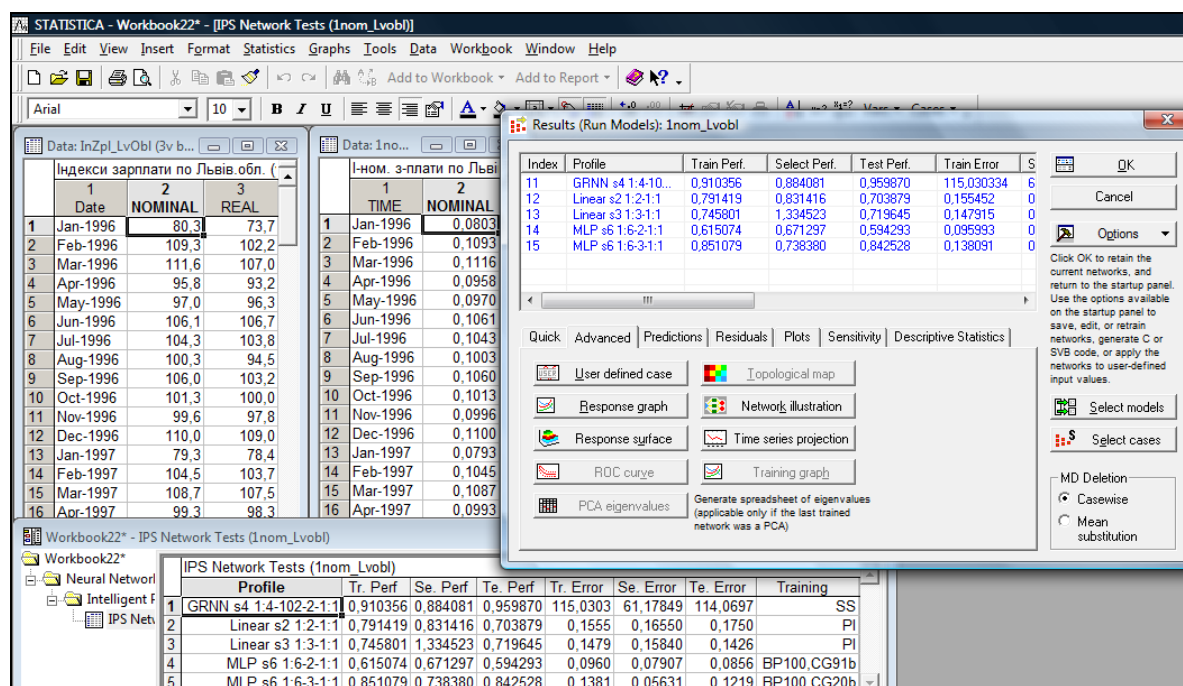 STATISTICA - Workbook22* - [IPS Network Tests (1nom_Lvobl)]
File Edit View Insert Format Statistics Graphs Tools Data Workbook Window Help
Add to Workbook Add to Report
Arial 10 B I U A Vars Cases
Data: InZpl_LvObl (3v b...
Індекси зарплати по Львів.обл. (
1 2 3
Date NOMINAL REAL
1 Jan-1996 80,3 73,7
2 Feb-1996 109,3 102,2
3 Mar-1996 111,6 107,0
4 Apr-1996 95,8 93,2
5 May-1996 97,0 96,3
6 Jun-1996 106,1 106,7
7 Jul-1996 104,3 103,8
8 Aug-1996 100,3 94,5
9 Sep-1996 106,0 103,2
10 Oct-1996 101,3 100,0
11 Nov-1996 99,6 97,8
12 Dec-1996 110,0 109,0
13 Jan-1997 79,3 78,4
14 Feb-1997 104,5 103,7
15 Mar-1997 108,7 107,5
16 Apr-1997 99,3 98,3
Data: 1no...
І-ном. з-плати по Льві
1 2
TIME NOMINAL
1 Jan-1996 0,0803
2 Feb-1996 0,1093
3 Mar-1996 0,1116
4 Apr-1996 0,0958
5 May-1996 0,0970
6 Jun-1996 0,1061
7 Jul-1996 0,1043
8 Aug-1996 0,1003
9 Sep-1996 0,1060
10 Oct-1996 0,1013
11 Nov-1996 0,0996
12 Dec-1996 0,1100
13 Jan-1997 0,0793
14 Feb-1997 0,1045
15 Mar-1997 0,1087
16 Apr-1997 0,0993
Results (Run Models): 1nom_Lvobl
Index Profile Train Perf. Select Perf. Test Perf. Train Error S
11 GRNN s4 1:4-10... 0,910356 0,884081 0,959870 115,030334 6
12 Linear s2 1:2-1:1 0,791419 0,831416 0,703879 0,155452 0
13 Linear s3 1:3-1:1 0,745801 1,334523 0,719645 0,147915 0
14 MLP s6 1:6-2-1:1 0,615074 0,671297 0,594293 0,095993 0
15 MLP s6 1:6-3-1:1 0,851079 0,738380 0,842528 0,138091 0
Quick Advanced Predictions Residuals Plots Sensitivity Descriptive Statistics
User defined case Topological map
Response graph Network illustration
Response surface Time series projection
ROC curve Training graph
PCA eigenvalues
Generate spreadsheet of eigenvalues
(applicable only if the last trained
network was a PCA)
OK
Cancel
Options
Click OK to retain the
current networks, and
return to the startup panel.
Use the options available
on the startup panel to
save, edit, or retrain
networks, generate C or
SVB code, or apply the
networks to user-defined
input values.
Select models
Select cases
MD Deletion
Casewise
Mean
substitution
Workbook22* - IPS Network Tests (1nom_Lvobl)
Workbook22*
Neural Networl
Intelligent F
IPS Netv
IPS Network Tests (1nom_Lvobl)
Profile Tr. Perf Se. Perf Te. Perf Tr. Error Se. Error Te. Error Training
1 GRNN s4 1:4-102-2-1:1 0,910356 0,884081 0,959870 115,0303 61,17849 114,0697 SS
2 Linear s2 1:2-1:1 0,791419 0,831416 0,703879 0,1555 0,16550 0,1750 PI
3 Linear s3 1:3-1:1 0,745801 1,334523 0,719645 0,1479 0,15840 0,1426 PI
4 MLP s6 1:6-2-1:1 0,615074 0,671297 0,594293 0,0960 0,07907 0,0856 BP100,CG91b
5 MLP s6 1:6-3-1:1 0,851079 0,738380 0,842528 0,1381 0,05631 0,1219 BP100,CG20b